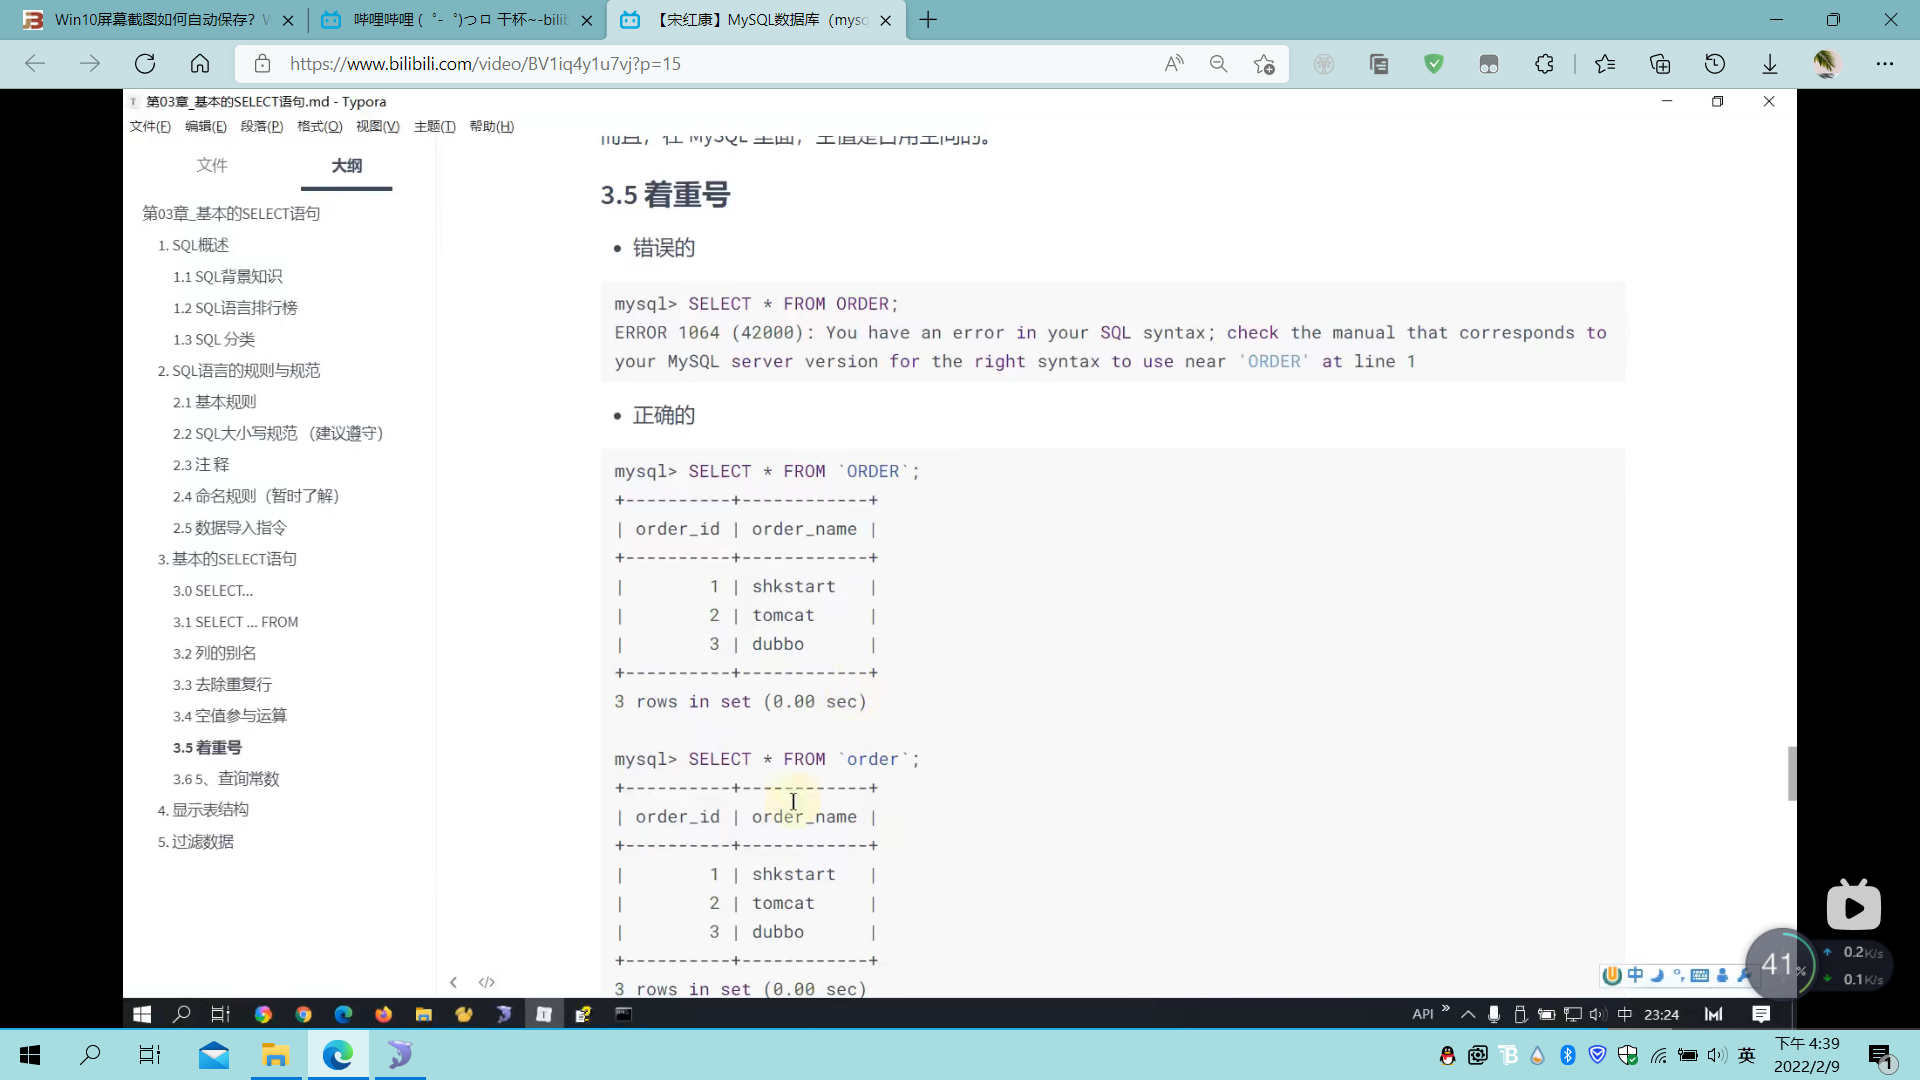 Win10屏幕截图如何自动保存? W
哔哩哔哩 (゜-゜)つロ 干杯~-bilib
【宋红康】MySQL数据库（mysq
https://www.bilibili.com/video/BV1iq4y1u7vj?p=15
第03章_基本的SELECT语句.md - Typora
文件(F) 编辑(E) 段落(P) 格式(O) 视图(V) 主题(T) 帮助(H)
文件 大纲
第03章_基本的SELECT语句
1. SQL概述
1.1 SQL背景知识
1.2 SQL语言排行榜
1.3 SQL 分类
2. SQL语言的规则与规范
2.1 基本规则
2.2 SQL大小写规范 （建议遵守）
2.3 注 释
2.4 命名规则（暂时了解）
2.5 数据导入指令
3. 基本的SELECT语句
3.0 SELECT...
3.1 SELECT ... FROM
3.2 列的别名
3.3 去除重复行
3.4 空值参与运算
3.5 着重号
3.6 5、查询常数
4. 显示表结构
5. 过滤数据
而且，在 MySQL 里面，空值是占用空间的。
3.5 着重号
• 错误的
mysql> SELECT * FROM ORDER;
ERROR 1064 (42000): You have an error in your SQL syntax; check the manual that corresponds to
your MySQL server version for the right syntax to use near 'ORDER' at line 1
• 正确的
mysql> SELECT * FROM `ORDER`;
+----------+------------+
| order_id | order_name |
+----------+------------+
|        1 | shkstart   |
|        2 | tomcat     |
|        3 | dubbo      |
+----------+------------+
3 rows in set (0.00 sec)
mysql> SELECT * FROM `order`;
+----------+------------+
| order_id | order_name |
+----------+------------+
|        1 | shkstart   |
|        2 | tomcat     |
|        3 | dubbo      |
+----------+------------+
3 rows in set (0.00 sec)
中
41%
0.2K/s
0.1K/s
API
中 23:24
英
下午 4:39
2022/2/9
1